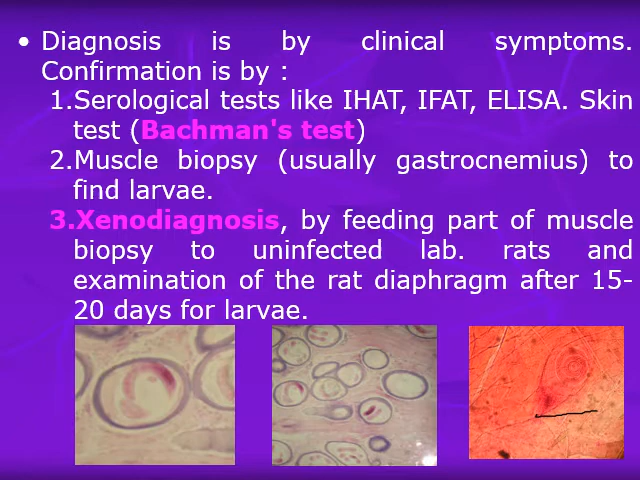 • Diagnosis is by clinical symptoms.
Confirmation is by :
1.Serological tests like IHAT, IFAT, ELISA. Skin
test (Bachman's test)
2.Muscle biopsy (usually gastrocnemius) to
find larvae.
3.Xenodiagnosis, by feeding part of muscle
biopsy to uninfected lab. rats and
examination of the rat diaphragm after 15-
20 days for larvae.